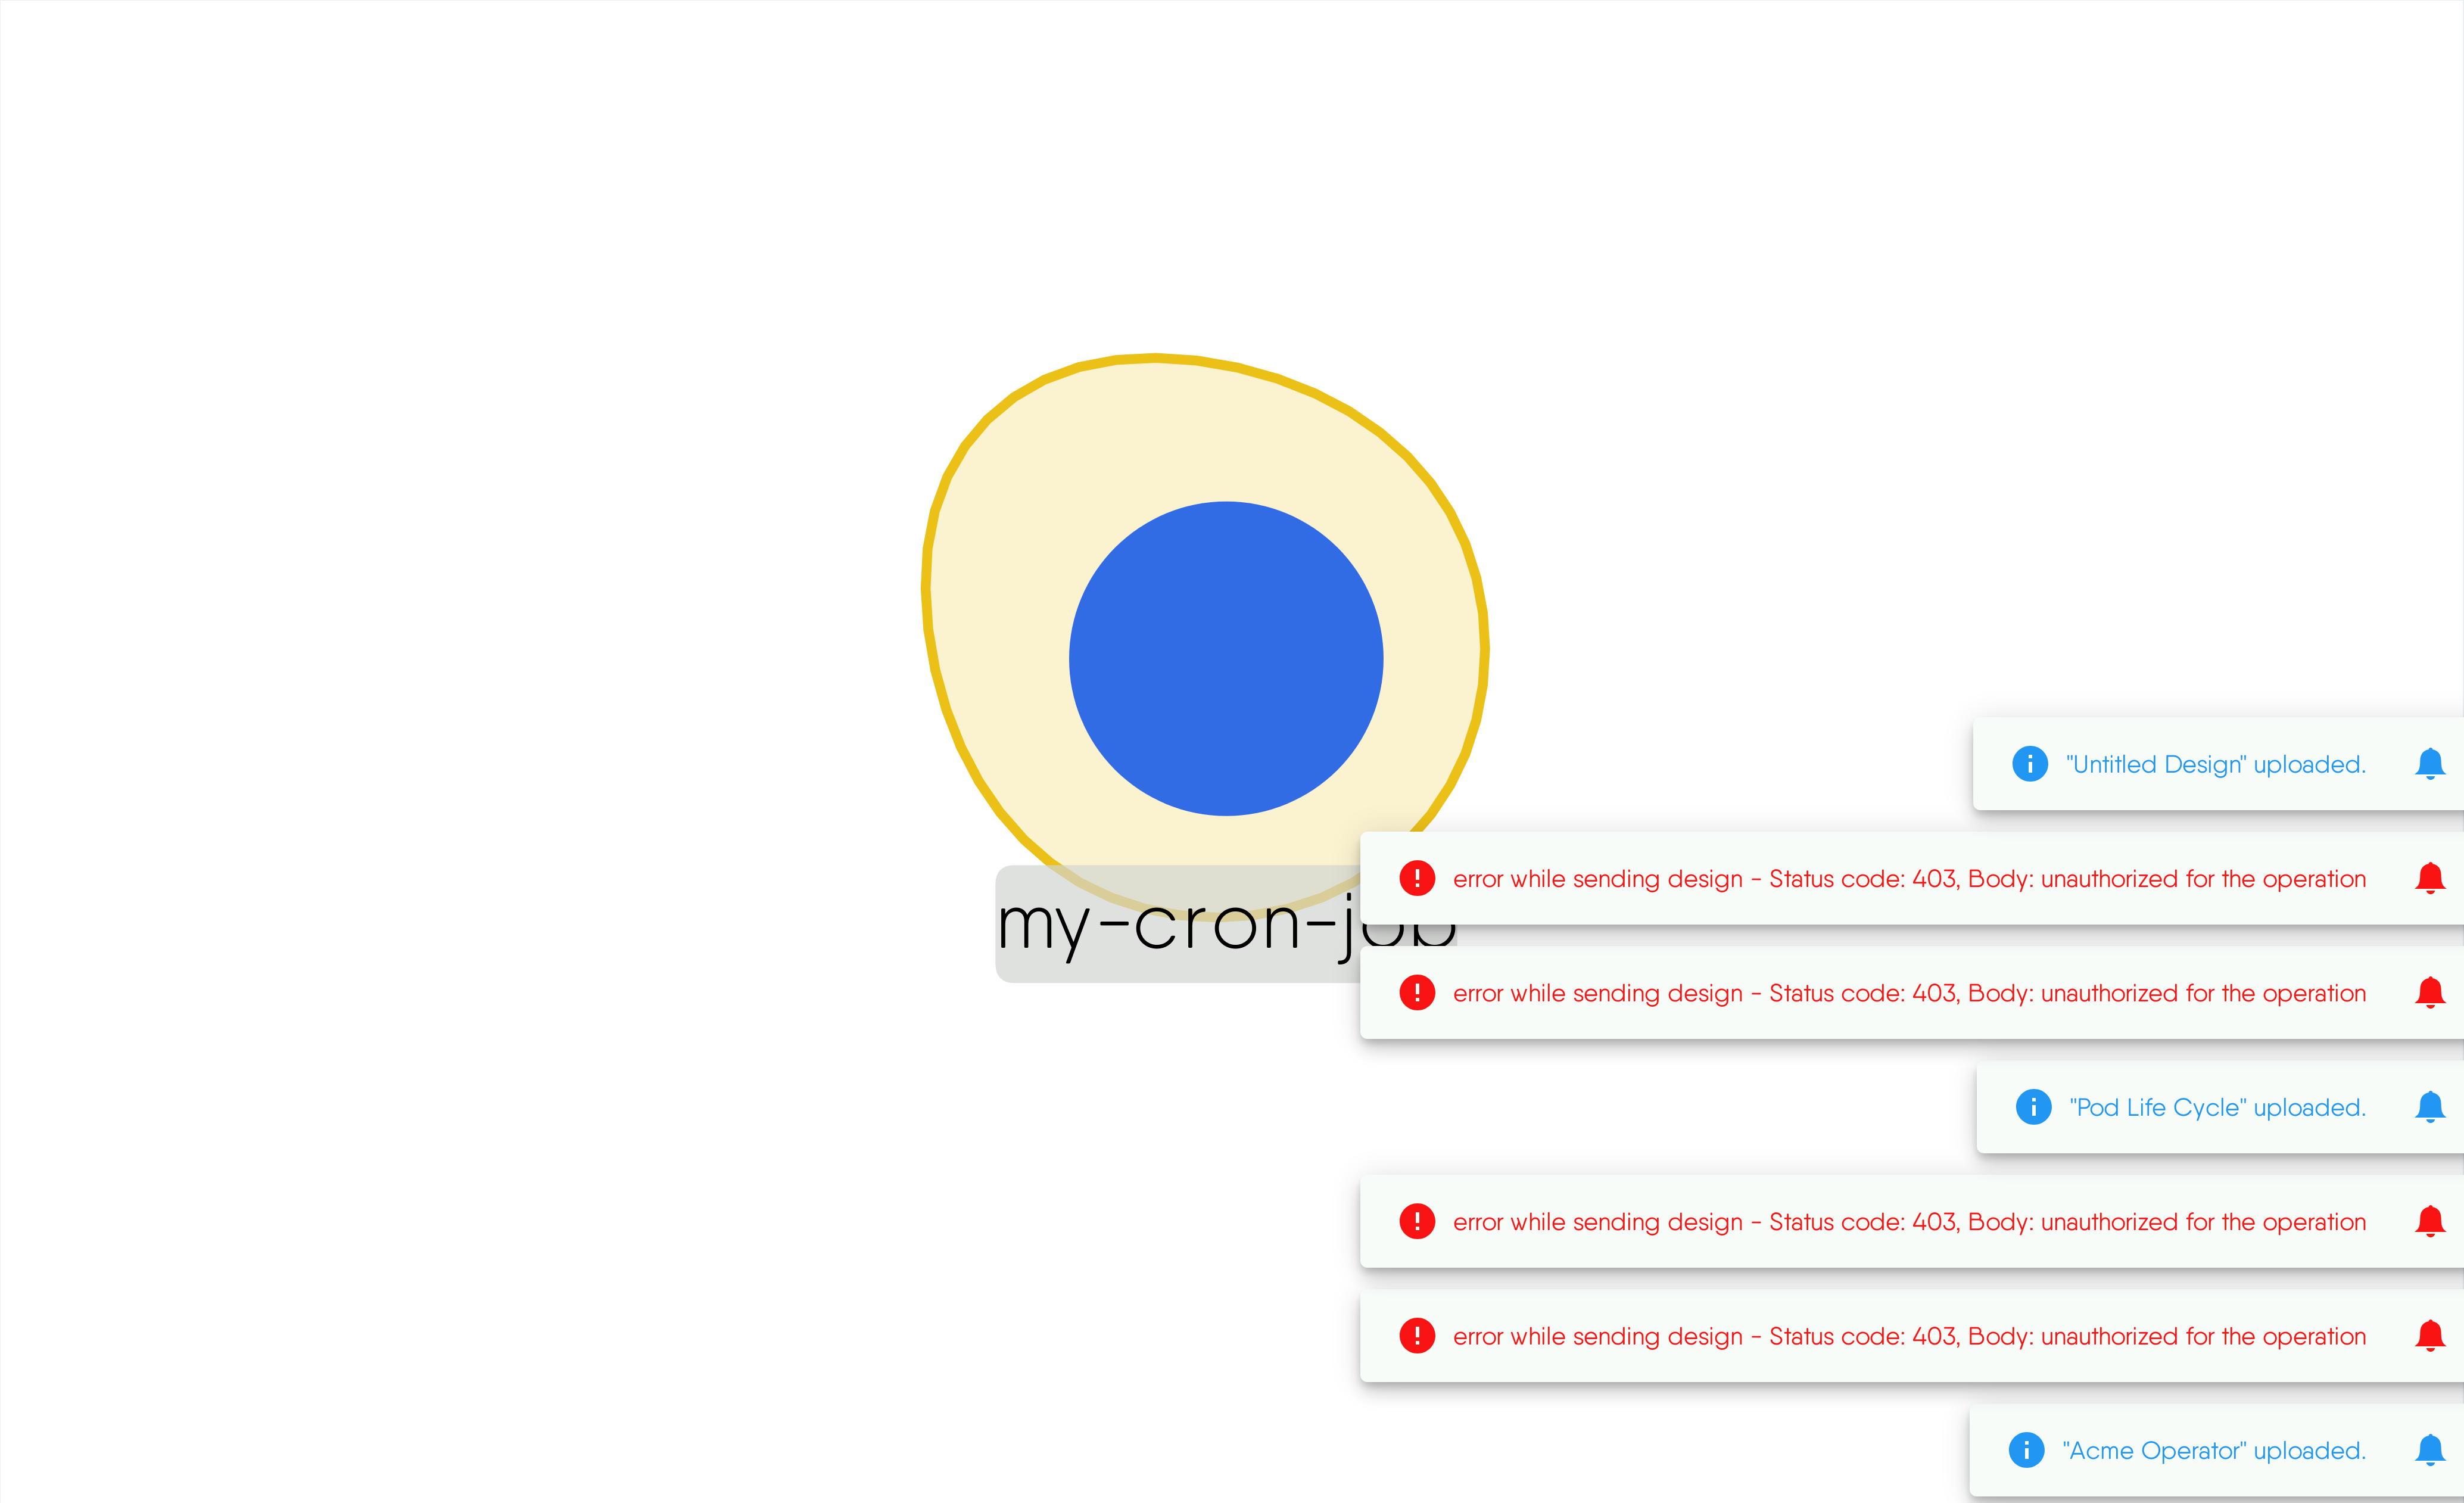 "Untitled Design" uploaded.
error while sending design - Status code: 403, Body: unauthorized for the operation
my-cron-job
error while sending design - Status code: 403, Body: unauthorized for the operation
"Pod Life Cycle" uploaded.
error while sending design - Status code: 403, Body: unauthorized for the operation
error while sending design - Status code: 403, Body: unauthorized for the operation
"Acme Operator" uploaded.